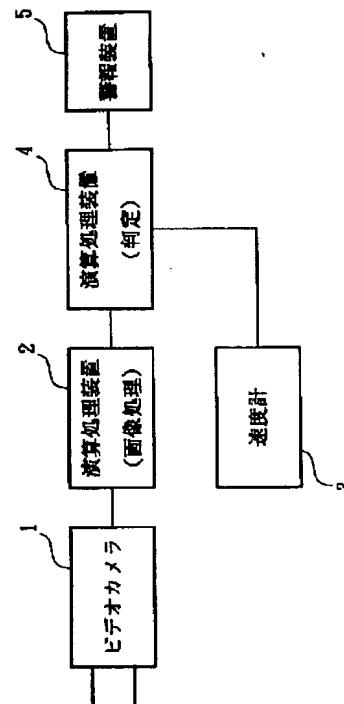 1
ビデオカメラ
2
演算処理装置
(画像処理)
3
速度計
4
演算処理装像
(判定)
5
警報装置